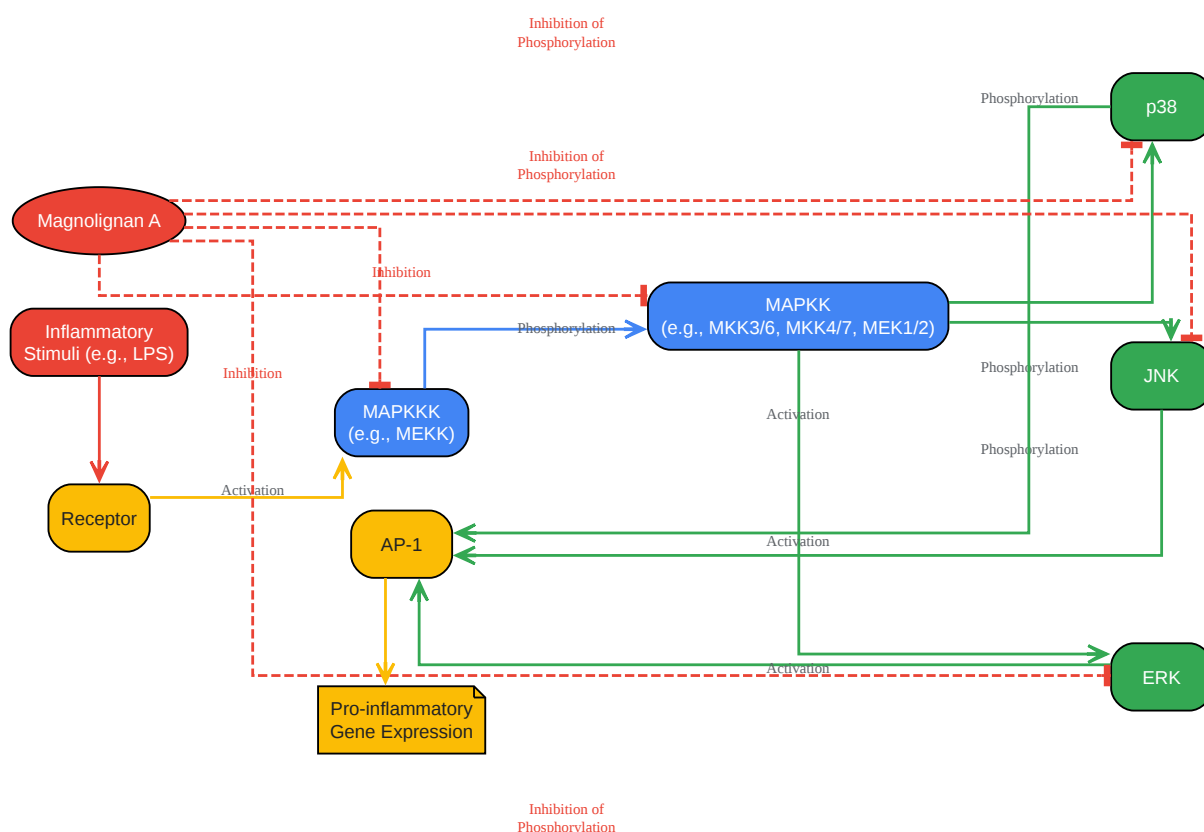 Inhibition of
Phosphorylation
Phosphorylation
p38
Inhibition of
Phosphorylation
Magnolignan A
Inhibition
MAPKK
(e.g., MKK3/6, MKK4/7, MEK1/2)
Phosphorylation
Inflammatory
Stimuli (e.g., LPS)
Inhibition
Phosphorylation
JNK
MAPKKK
(e.g., MEKK)
Activation
Phosphorylation
Activation
Receptor
AP-1
Activation
Activation
ERK
Pro-inflammatory
Gene Expression
Inhibition of
Phosphorylation